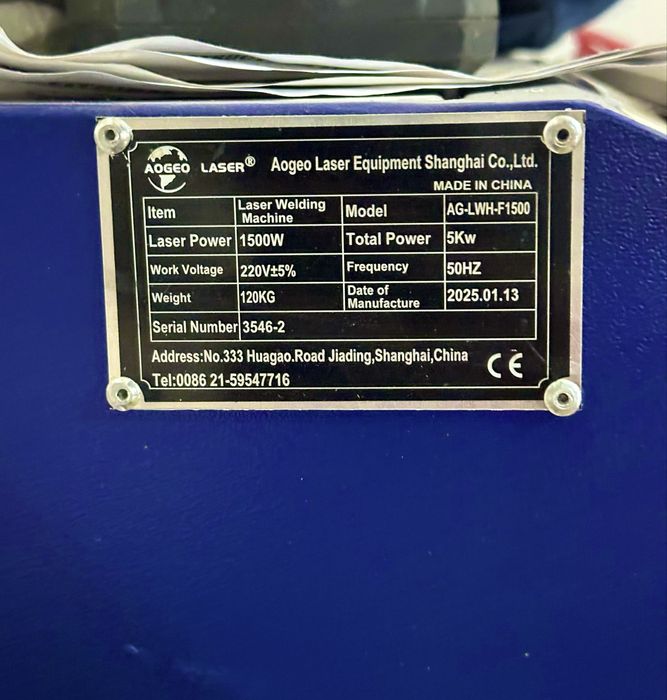 AOGEO LASER® Aogeo Laser Equipment Shanghai Co.,Ltd.
MADE IN CHINA
Item Laser Welding Machine Model AG-LWH-F1500
Laser Power 1500W Total Power 5Kw
Work Voltage 220V±5% Frequency 50HZ
Weight 120KG Date of Manufacture 2025.01.13
Serial Number 3546-2
Address:No.333 Huagao.Road Jiading,Shanghai,China
Tel:0086 21-59547716
CE